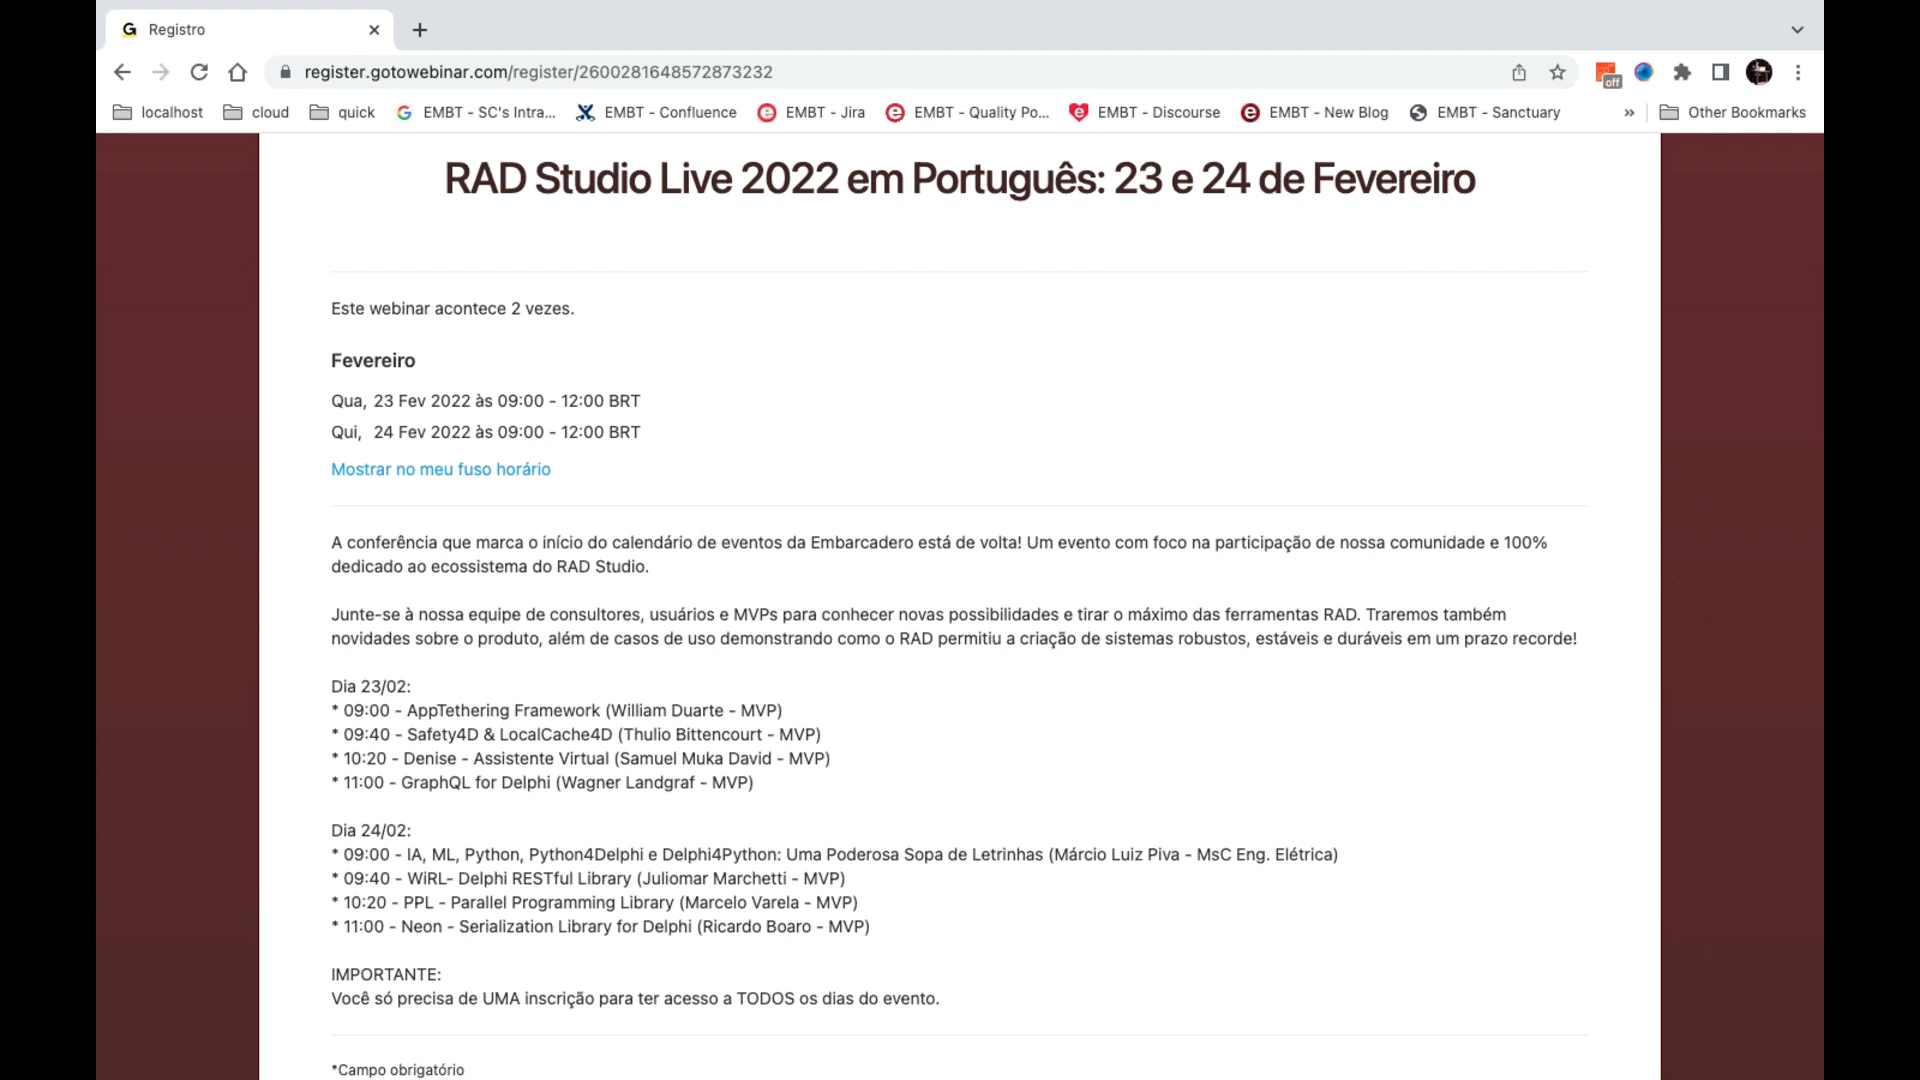 Registro
register.gotowebinar.com/register/2600281648572873232
off
localhost
cloud
quick
EMBT - SC's Intra...
EMBT - Confluence
EMBT - Jira
EMBT - Quality Po...
EMBT - Discourse
EMBT - New Blog
EMBT - Sanctuary
»
Other Bookmarks
RAD Studio Live 2022 em Português: 23 e 24 de Fevereiro
Este webinar acontece 2 vezes.
Fevereiro
Qua, 23 Fev 2022 às 09:00 - 12:00 BRT
Qui, 24 Fev 2022 às 09:00 - 12:00 BRT
Mostrar no meu fuso horário
A conferência que marca o início do calendário de eventos da Embarcadero está de volta! Um evento com foco na participação de nossa comunidade e 100%
dedicado ao ecossistema do RAD Studio.
Junte-se à nossa equipe de consultores, usuários e MVPs para conhecer novas possibilidades e tirar o máximo das ferramentas RAD. Traremos também
novidades sobre o produto, além de casos de uso demonstrando como o RAD permitiu a criação de sistemas robustos, estáveis e duráveis em um prazo recorde!
Dia 23/02:
* 09:00 - AppTethering Framework (William Duarte - MVP)
* 09:40 - Safety4D & LocalCache4D (Thulio Bittencourt - MVP)
* 10:20 - Denise - Assistente Virtual (Samuel Muka David - MVP)
* 11:00 - GraphQL for Delphi (Wagner Landgraf - MVP)
Dia 24/02:
* 09:00 - IA, ML, Python, Python4Delphi e Delphi4Python: Uma Poderosa Sopa de Letrinhas (Márcio Luiz Piva - MsC Eng. Elétrica)
* 09:40 - WiRL- Delphi RESTful Library (Juliomar Marchetti - MVP)
* 10:20 - PPL - Parallel Programming Library (Marcelo Varela - MVP)
* 11:00 - Neon - Serialization Library for Delphi (Ricardo Boaro - MVP)
IMPORTANTE:
Você só precisa de UMA inscrição para ter acesso a TODOS os dias do evento.
*Campo obrigatório